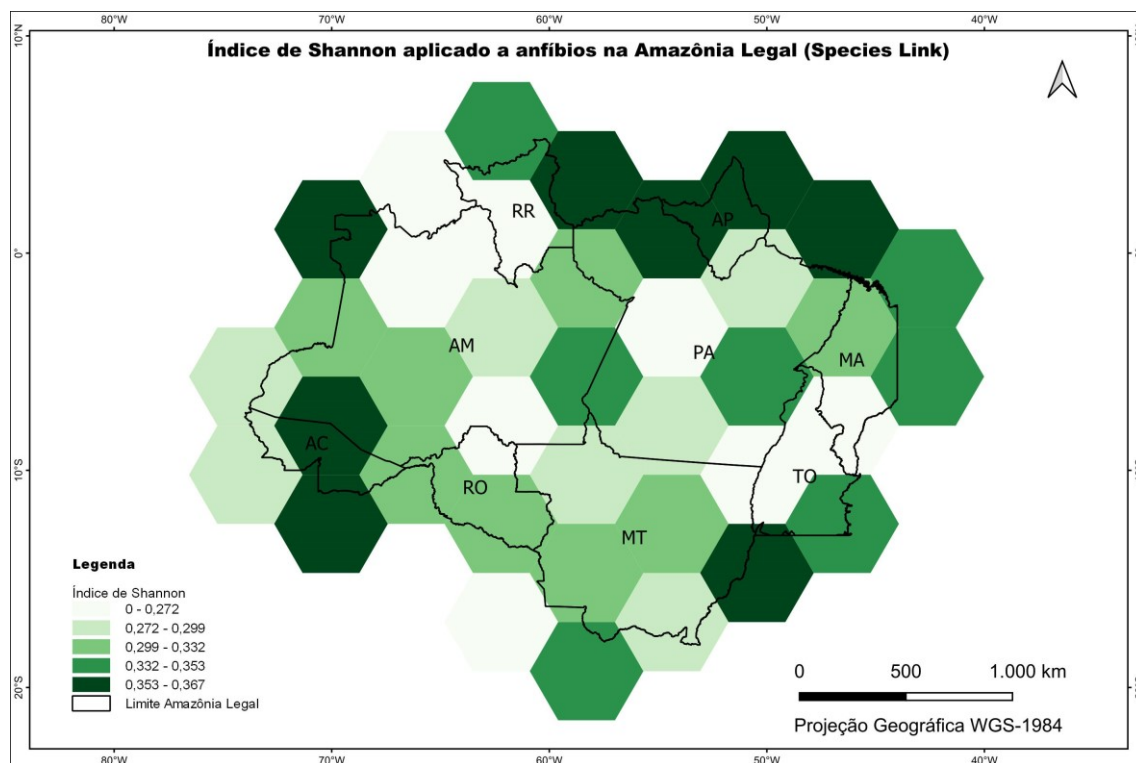 80°W 70°W 60°W 50°W 40°W
Índice de Shannon aplicado a anfíbios na Amazônia Legal (Species Link)
10°N
RR
AP
0°
AM
PA
MA
AC
10°S
RO
TO
MT
Legenda
Índice de Shannon
0 - 0,272
0,272 - 0,299
0,299 - 0,332
0,332 - 0,353
0,353 - 0,367
Limite Amazônia Legal
0 500 1.000 km
20°S
Projeção Geográfica WGS-1984
80°W 70°W 60°W 50°W 40°W